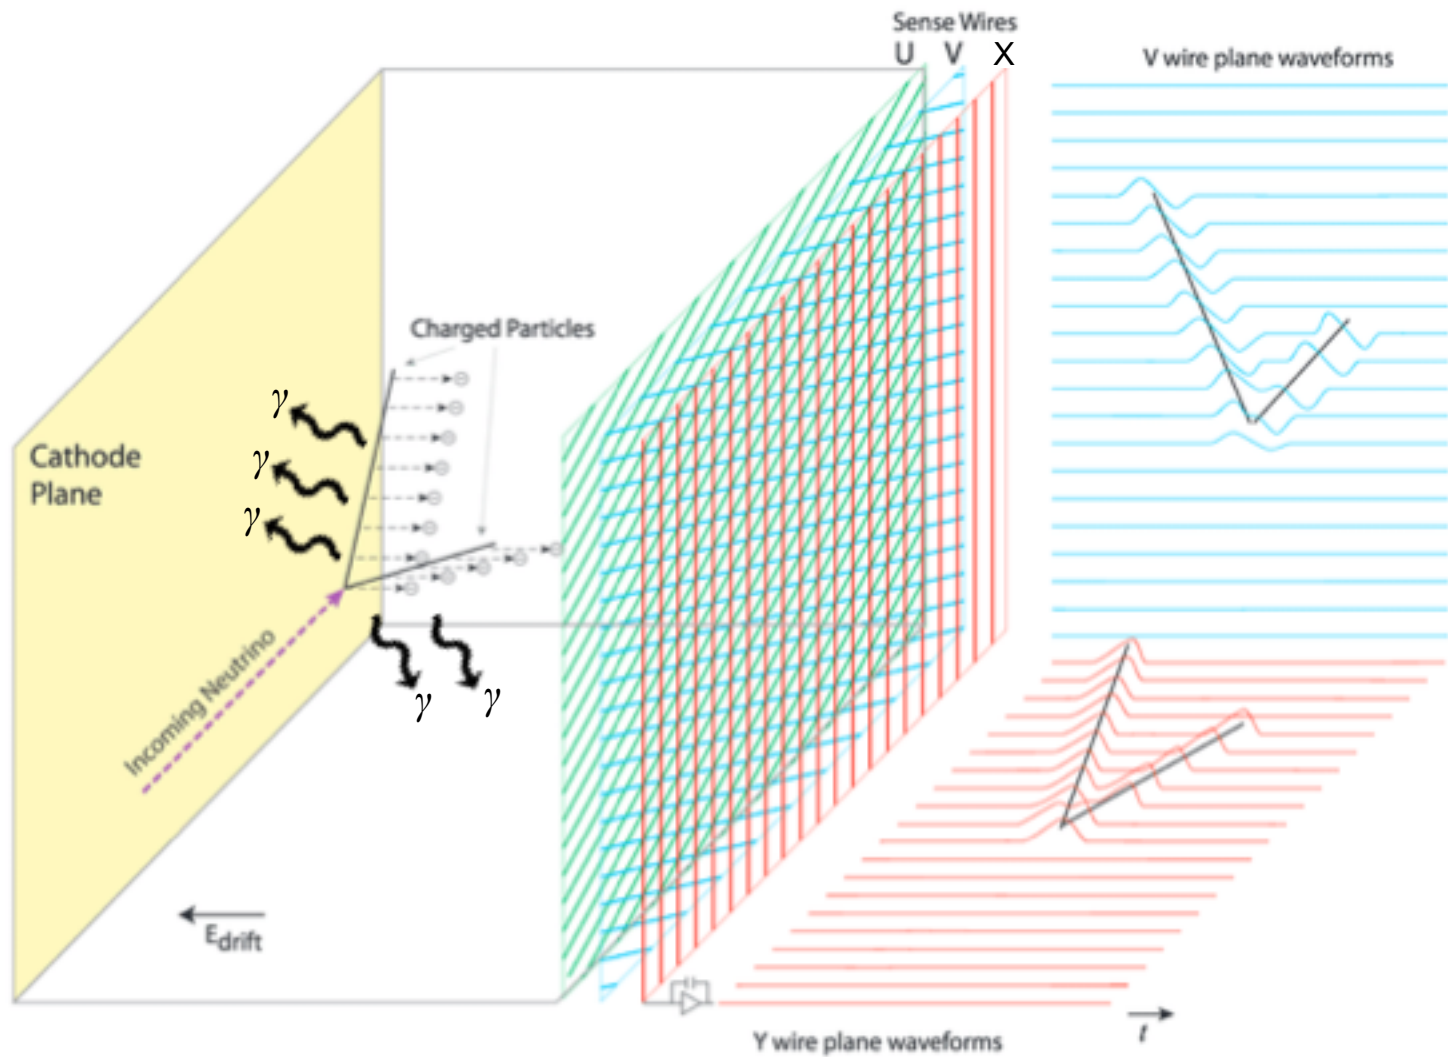 Sense Wires
U V X
V wire plane waveforms
Charged Particles
γ
γ
γ
Cathode
Plane
Incoming Neutrino
γ γ
Edrift
t
Y wire plane waveforms